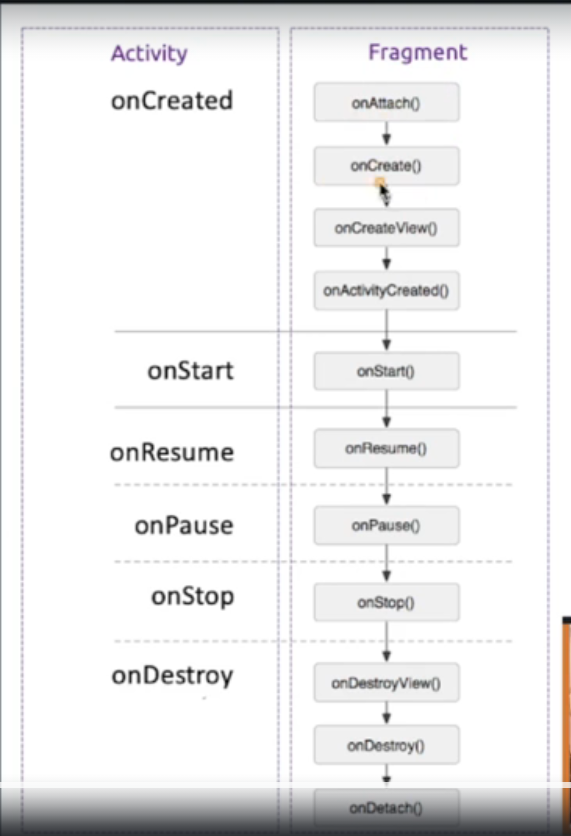 Activity
Fragment
onCreated
onAttach()
onCreate()
onCreateView()
onActivityCreated()
onStart
onStart()
onResume
onResume()
onPause
onPause()
onStop
onStop()
onDestroy
onDestroyView()
onDestroy()
onDetach()